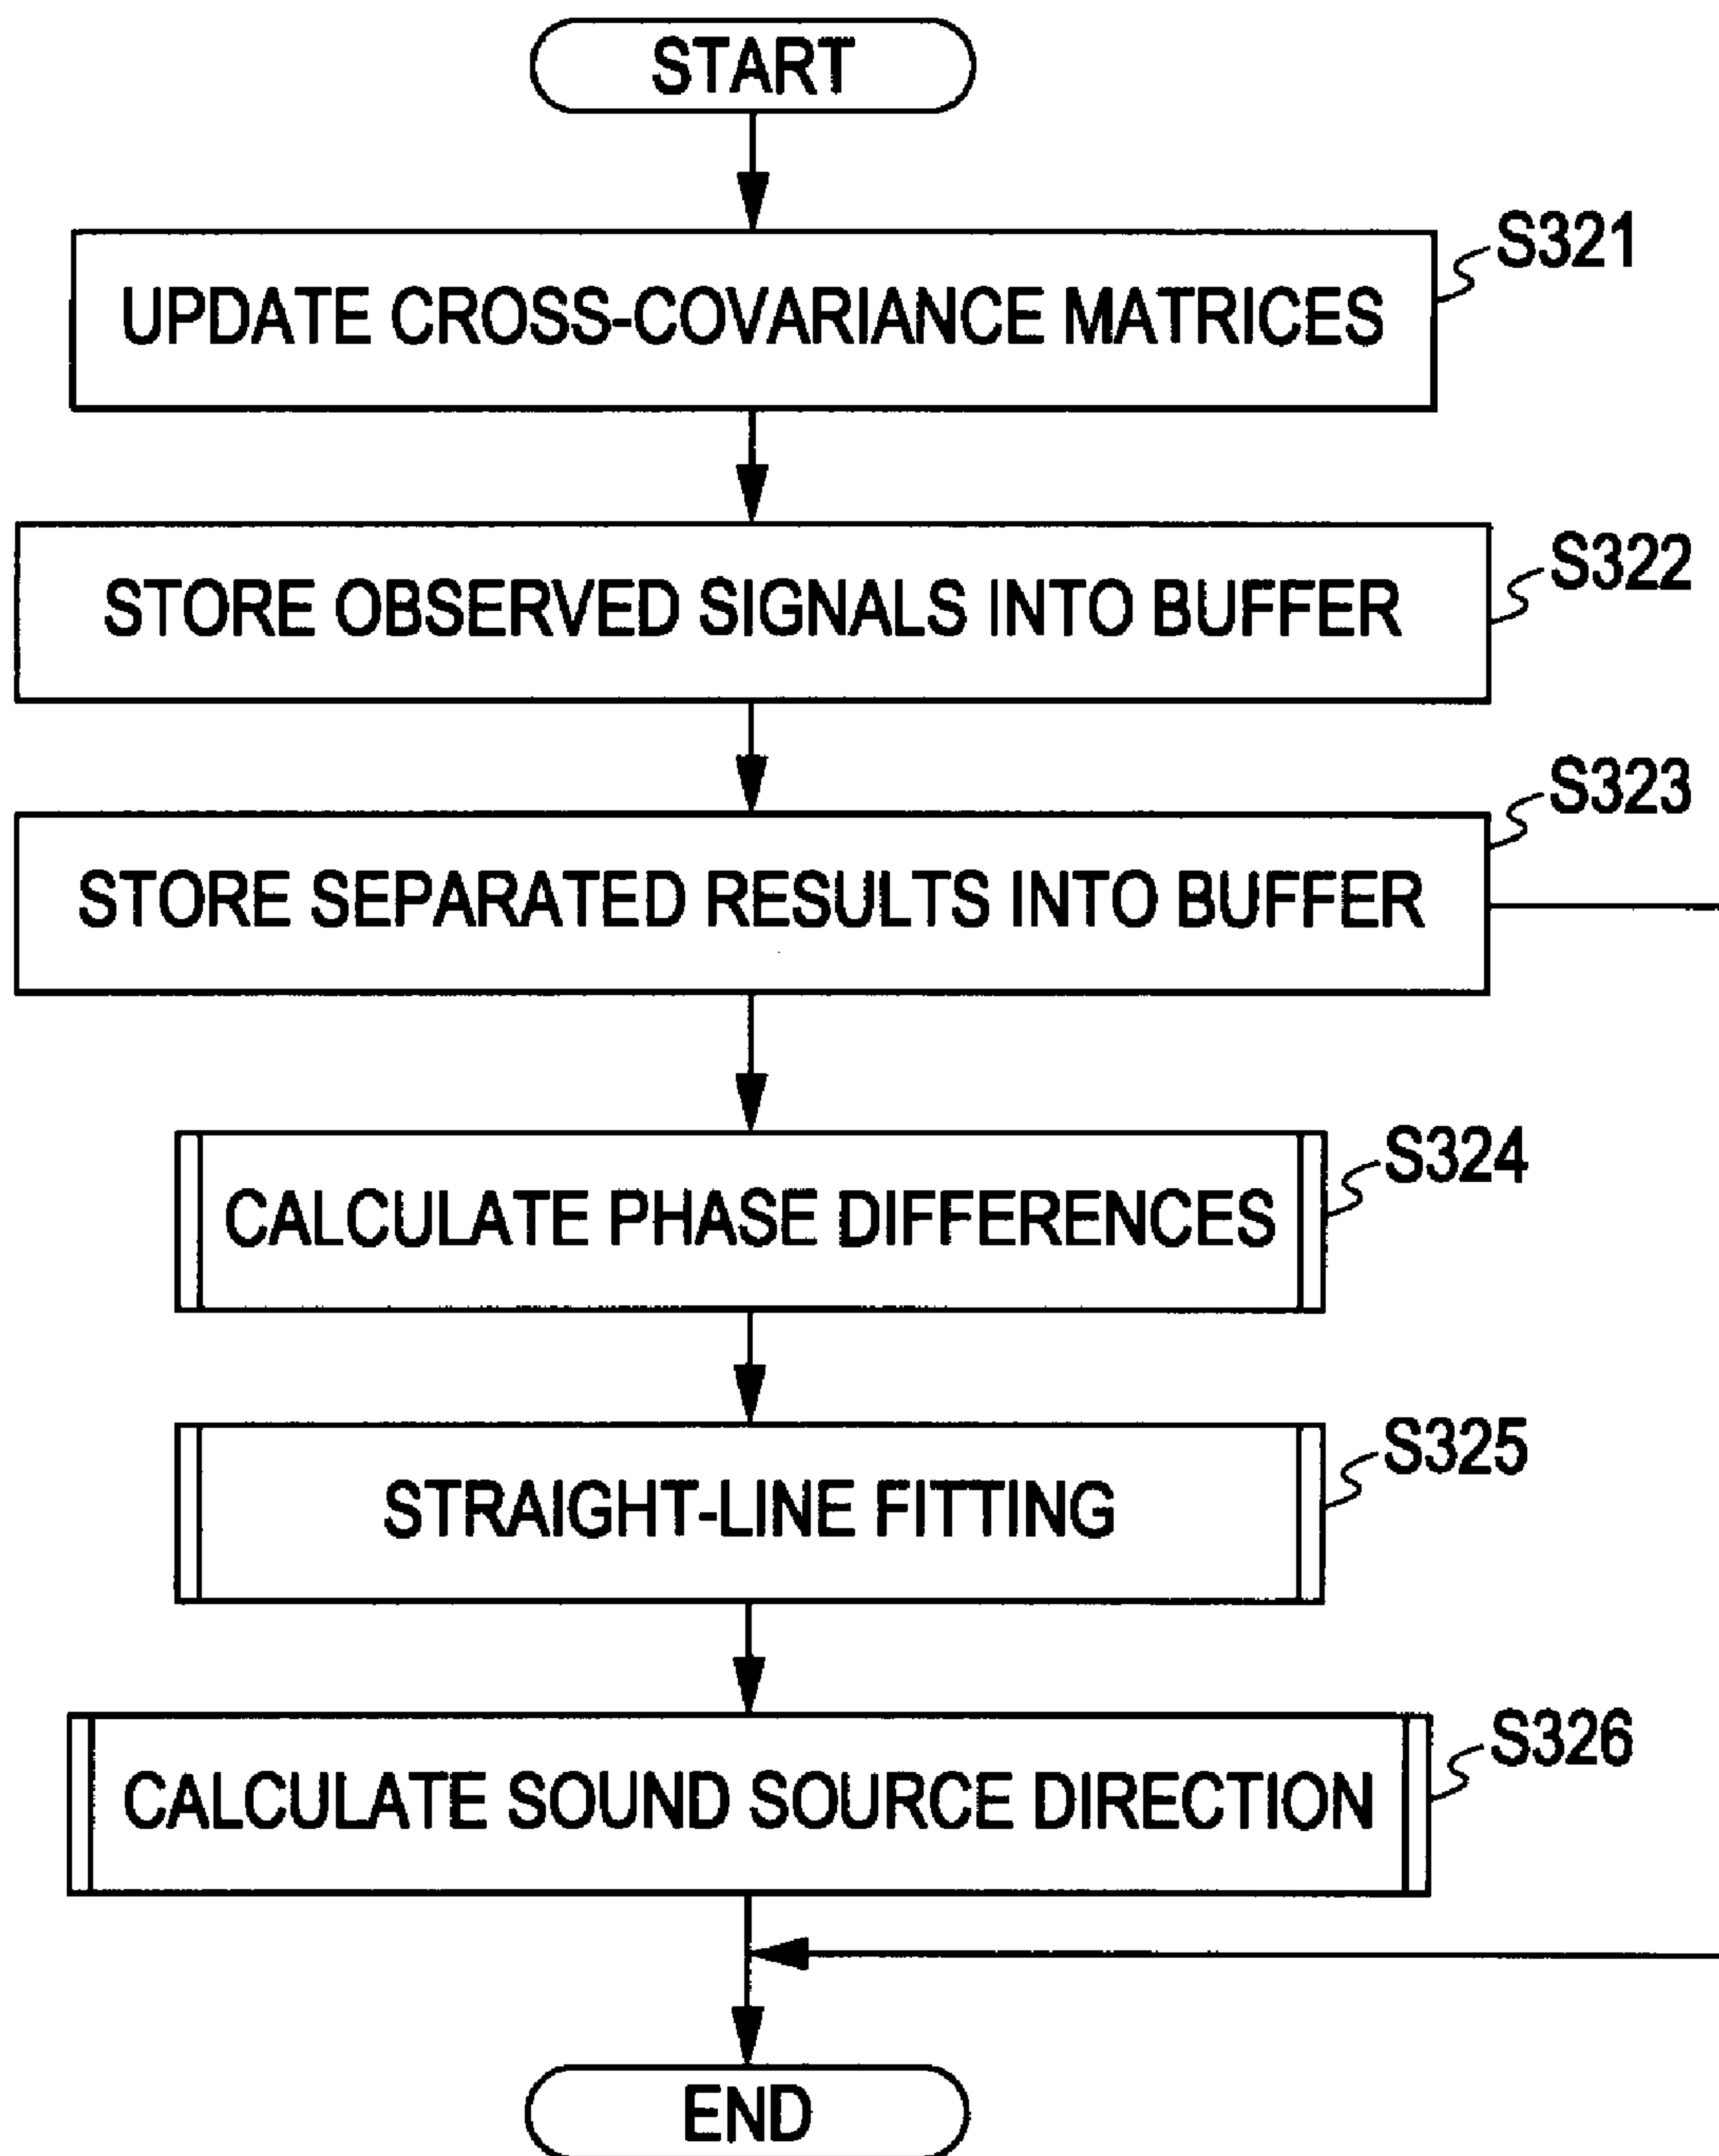 START
UPDATE CROSS-COVARIANCE MATRICES
S321
STORE OBSERVED SIGNALS INTO BUFFER
S322
STORE SEPARATED RESULTS INTO BUFFER
S323
CALCULATE PHASE DIFFERENCES
S324
STRAIGHT-LINE FITTING
S325
CALCULATE SOUND SOURCE DIRECTION
S326
END